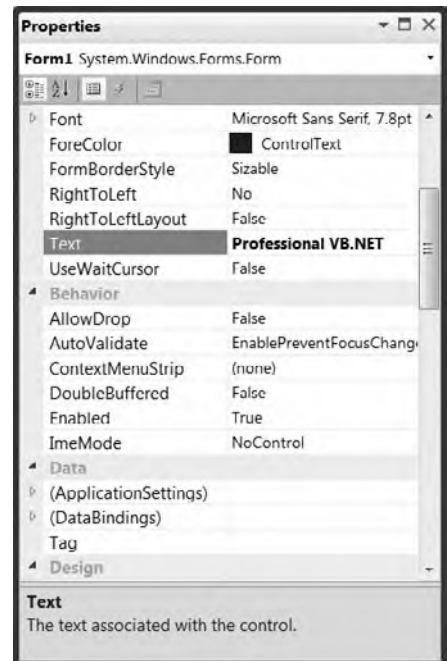 Properties
Form1 System.Windows.Forms.Form
Font Microsoft Sans Serif, 7.8pt
ForeColor ControlText
FormBorderStyle Sizable
RightToLeft No
RightToLeftLayout False
Text Professional VB.NET
UseWaitCursor False
Behavior
AllowDrop False
AutoValidate EnablePreventFocusChange
ContextMenuStrip (none)
DoubleBuffered False
Enabled True
ImeMode NoControl
Data
(ApplicationSettings)
(DataBindings)
Tag
Design
Text
The text associated with the control.